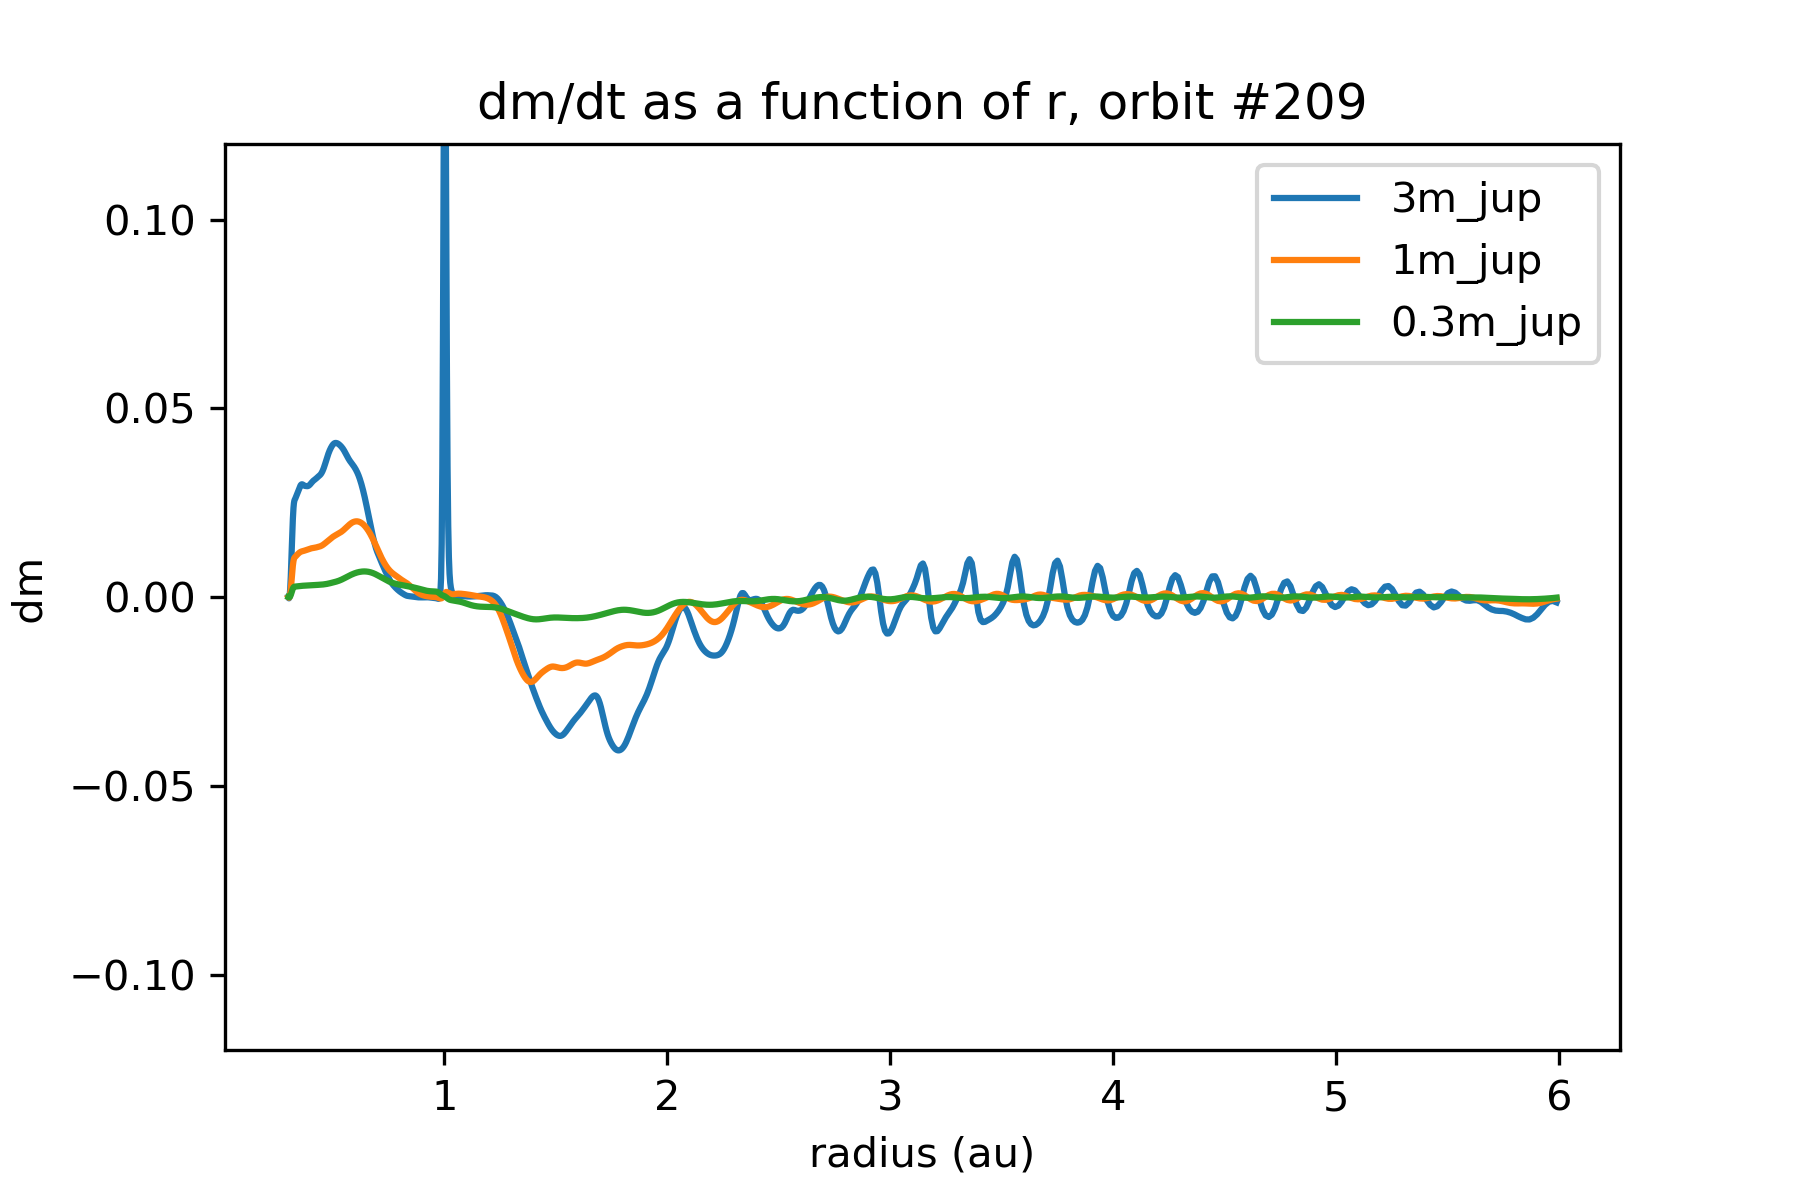 dm/dt as a function of r, orbit #209
3m_jup
1m_jup
0.3m_jup
0.10
0.05
0.00
−0.05
−0.10
dm
1 2 3 4 5 6
radius (au)